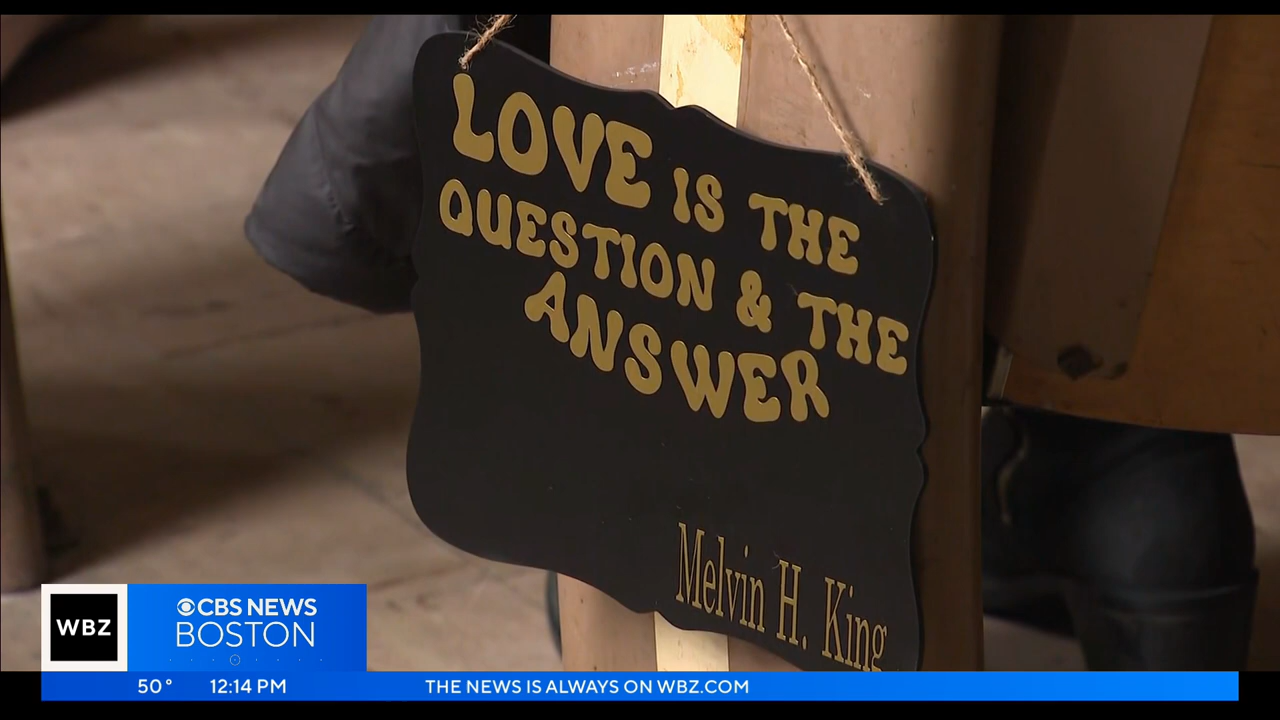 LOVE IS THE
QUESTION & THE
ANSWER
Melvin H. King
WBZ
CBS NEWS
BOSTON
50° 12:14 PM THE NEWS IS ALWAYS ON WBZ.COM